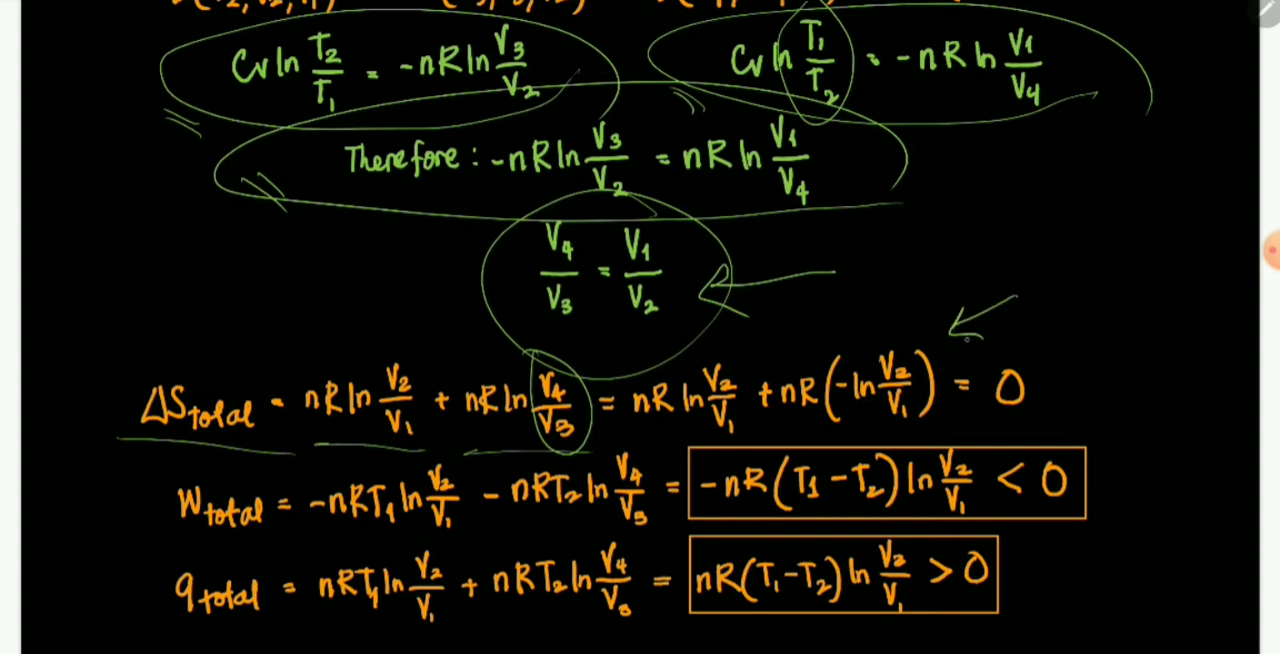 Cv ln T2/T1 = -nR ln V3/V2    Cv ln T1/T2 = -nR ln V1/V4
Therefore: -nR ln V3/V2 = nR ln V1/V4
V4/V3 = V1/V2
ΔStotal = nR ln V2/V1 + nR ln V4/V3 = nR ln V2/V1 + nR(-ln V2/V1) = 0
Wtotal = -nRT1 ln V2/V1 - nRT2 ln V4/V3 = -nR(T1-T2) ln V2/V1 < 0
qtotal = nRT1 ln V2/V1 + nRT2 ln V4/V3 = nR(T1-T2) ln V2/V1 > 0